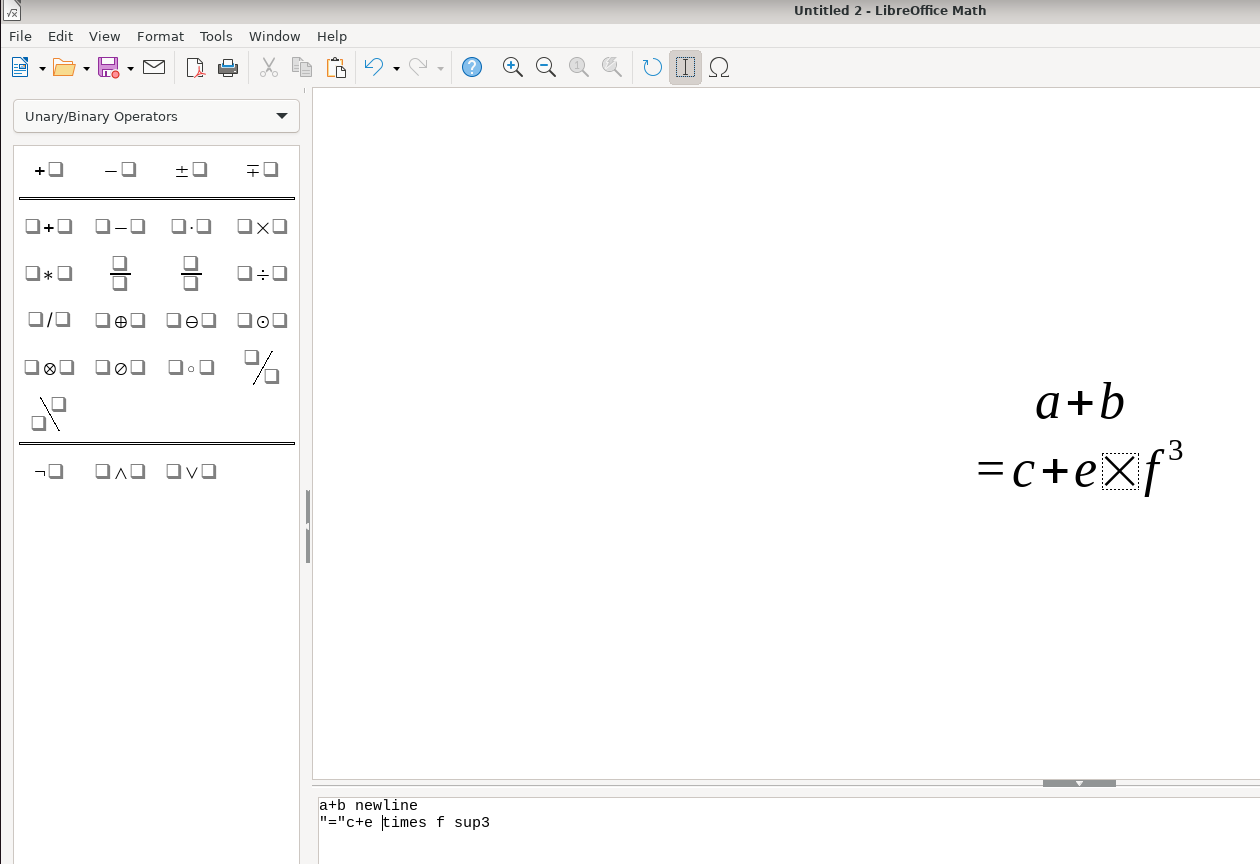 Untitled 2 - LibreOffice Math
File Edit View Format Tools Window Help
Unary/Binary Operators
+❑ −❑ ±❑ ∓❑
❑+❑ ❑−❑ ❑·❑ ❑×❑
❑∗❑ ❑/❑ ❑/❑ ❑÷❑
❑/❑ ❑⊕❑ ❑⊖❑ ❑⊙❑
❑⊗❑ ❑⊘❑ ❑∘❑ ❑/❑
❑\❑
¬❑ ❑∧❑ ❑∨❑
a+b
=c+e×f³
a+b newline
"="c+e times f sup3